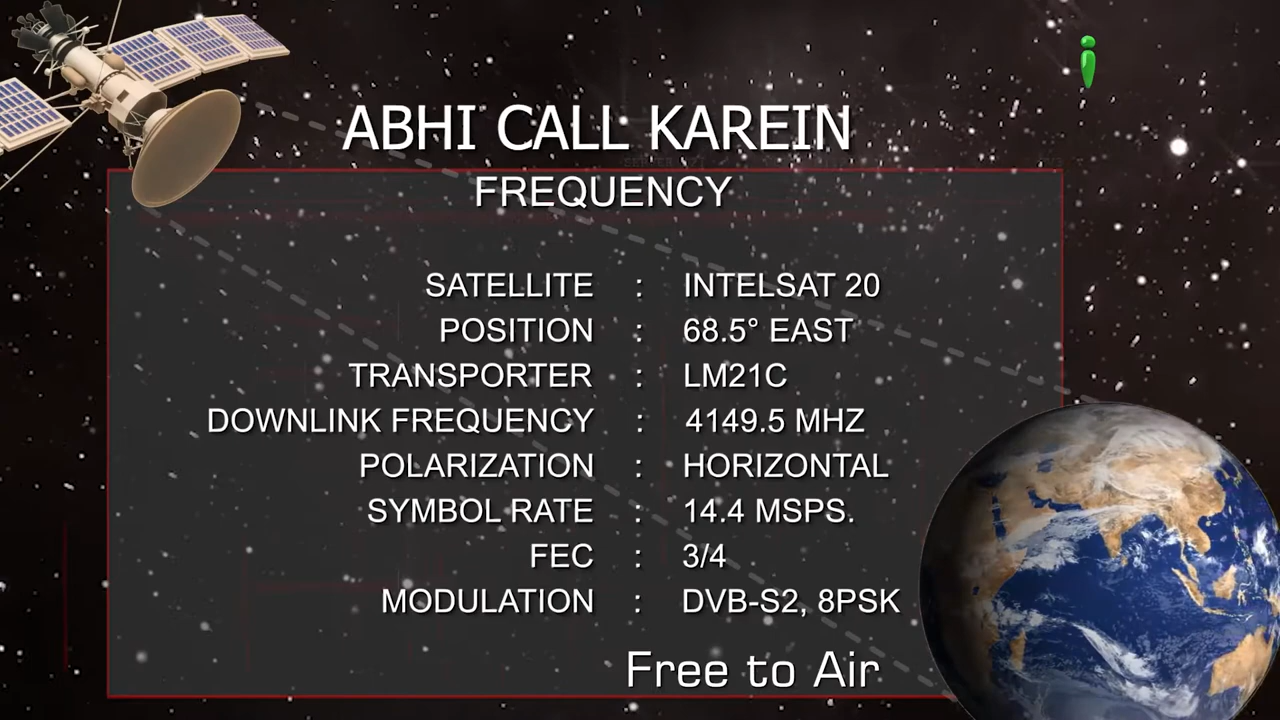 ABHI CALL KAREIN
FREQUENCY
SATELLITE : INTELSAT 20
POSITION : 68.5° EAST
TRANSPORTER : LM21C
DOWNLINK FREQUENCY : 4149.5 MHZ
POLARIZATION : HORIZONTAL
SYMBOL RATE : 14.4 MSPS.
FEC : 3/4
MODULATION : DVB-S2, 8PSK
Free to Air